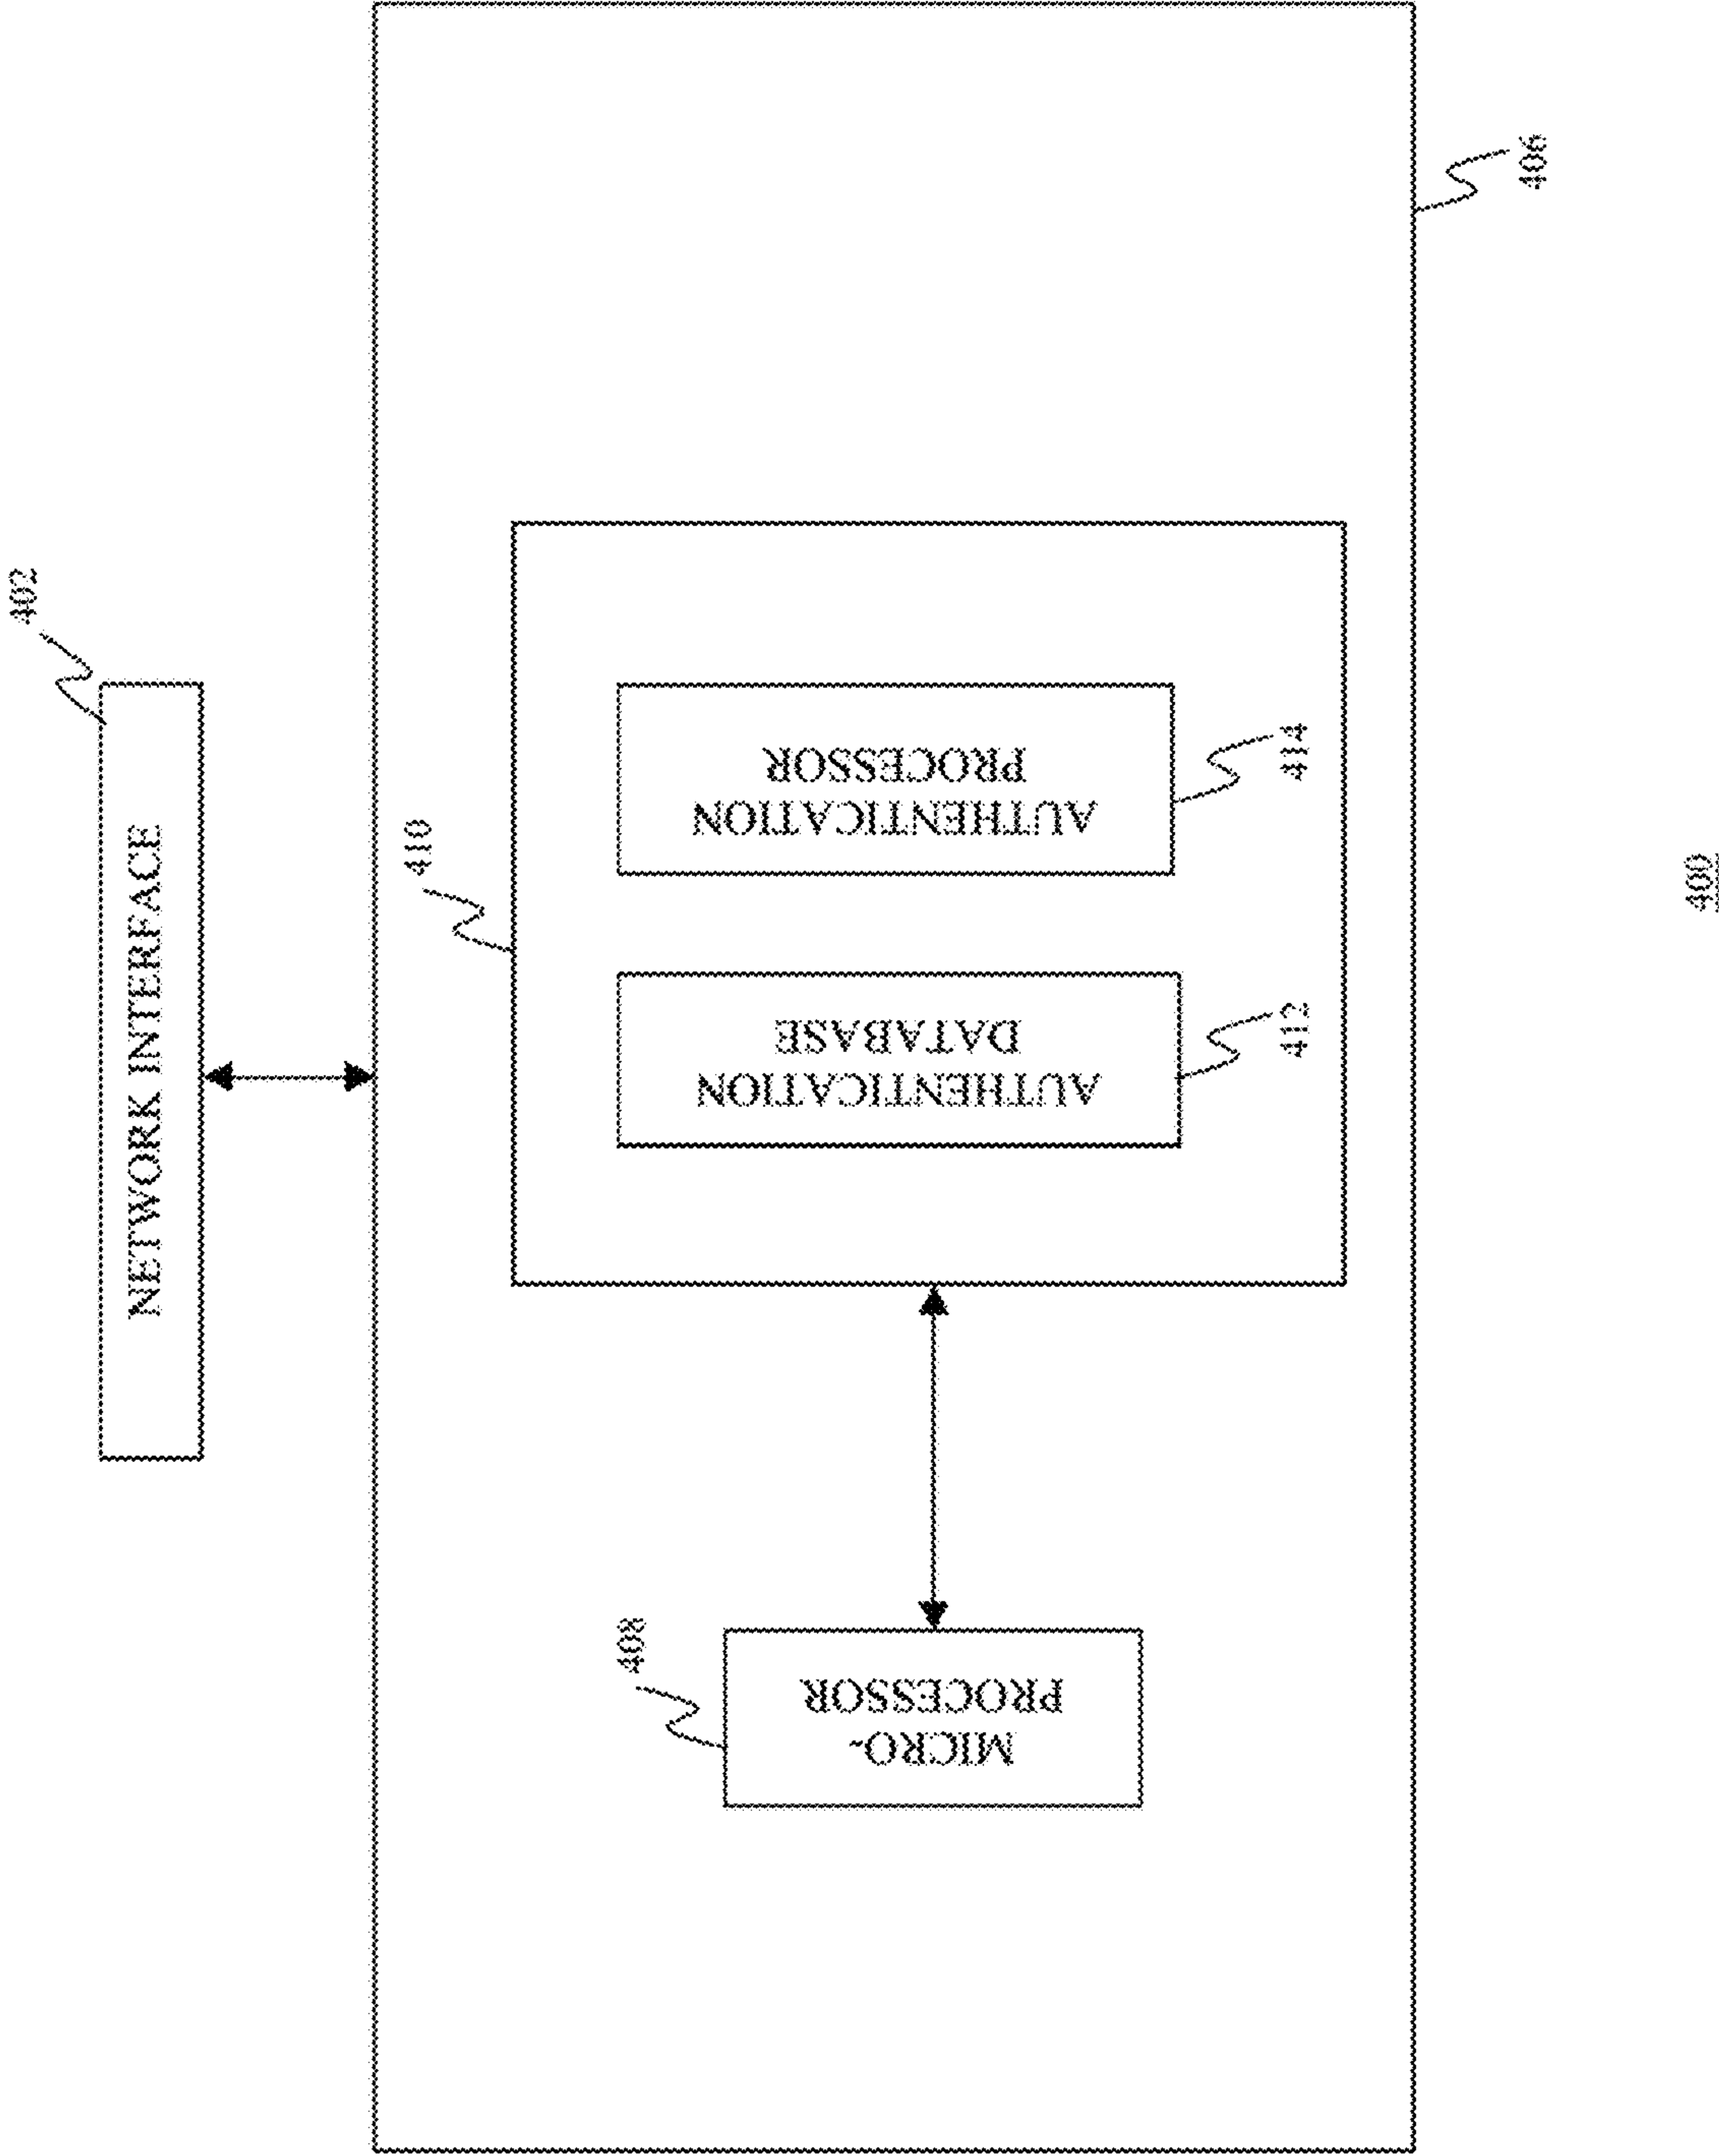 402
NETWORK INTERFACE
410
408
MICRO-
PROCESSOR
AUTHENTICATION
DATABASE
412
AUTHENTICATION
PROCESSOR
414
406
400